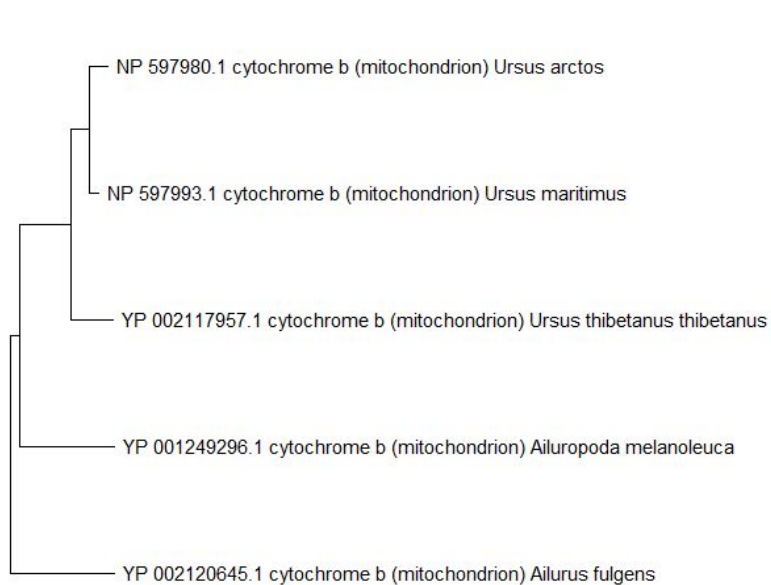 NP 597980.1 cytochrome b (mitochondrion) Ursus arctos
NP 597993.1 cytochrome b (mitochondrion) Ursus maritimus
YP 002117957.1 cytochrome b (mitochondrion) Ursus thibetanus thibetanus
YP 001249296.1 cytochrome b (mitochondrion) Ailuropoda melanoleuca
YP 002120645.1 cytochrome b (mitochondrion) Ailurus fulgens